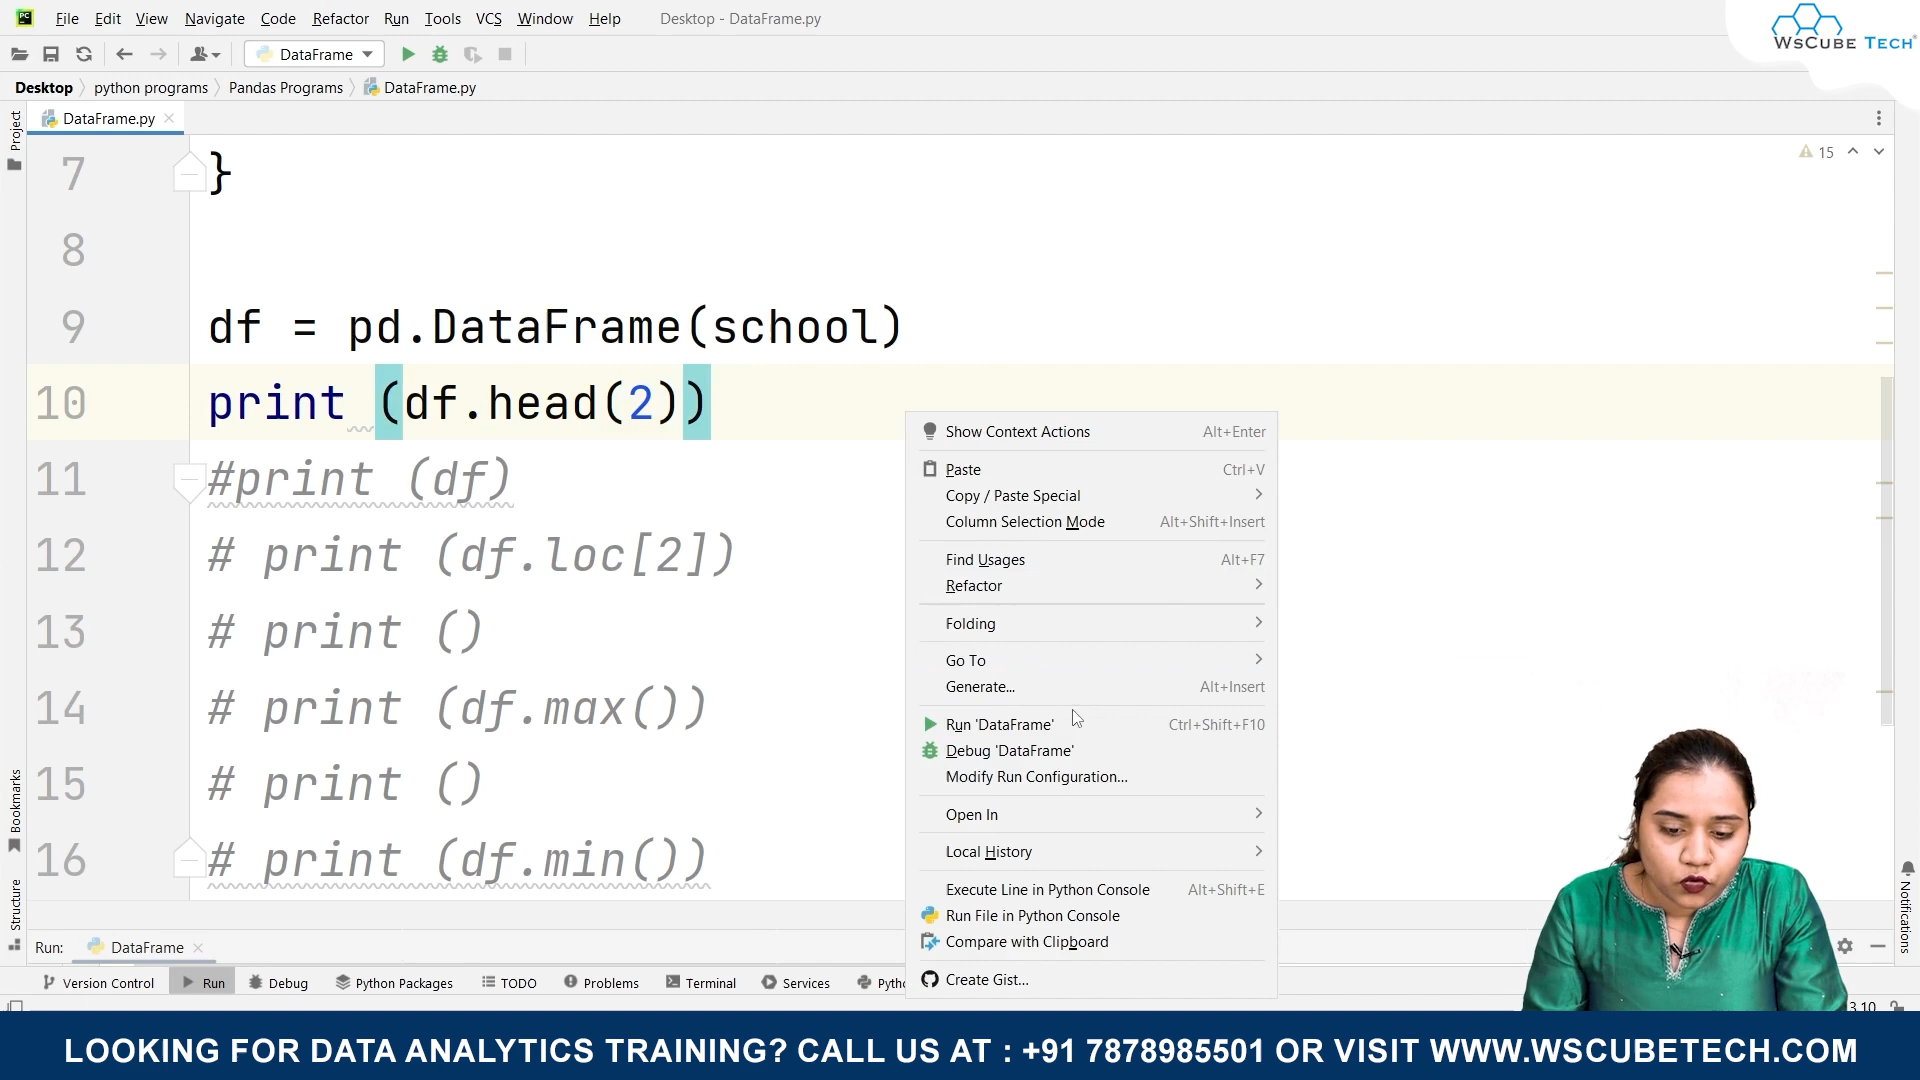 File Edit View Navigate Code Refactor Run Tools VCS Window Help Desktop - DataFrame.py
WsCube Tech
DataFrame
Desktop python programs Pandas Programs DataFrame.py
Project
DataFrame.py
15
7 }
8
9 df = pd.DataFrame(school)
10 print (df.head(2))
11 #print (df)
12 # print (df.loc[2])
13 # print ()
14 # print (df.max())
15 # print ()
16 # print (df.min())
Show Context Actions Alt+Enter
Paste Ctrl+V
Copy / Paste Special
Column Selection Mode Alt+Shift+Insert
Find Usages Alt+F7
Refactor
Folding
Go To
Generate... Alt+Insert
Run 'DataFrame' Ctrl+Shift+F10
Debug 'DataFrame'
Modify Run Configuration...
Open In
Local History
Execute Line in Python Console Alt+Shift+E
Run File in Python Console
Compare with Clipboard
Create Gist...
Bookmarks
Structure
Notifications
Run: DataFrame
Version Control Run Debug Python Packages TODO Problems Terminal Services Pyth
3.10
LOOKING FOR DATA ANALYTICS TRAINING? CALL US AT : +91 7878985501 OR VISIT WWW.WSCUBETECH.COM